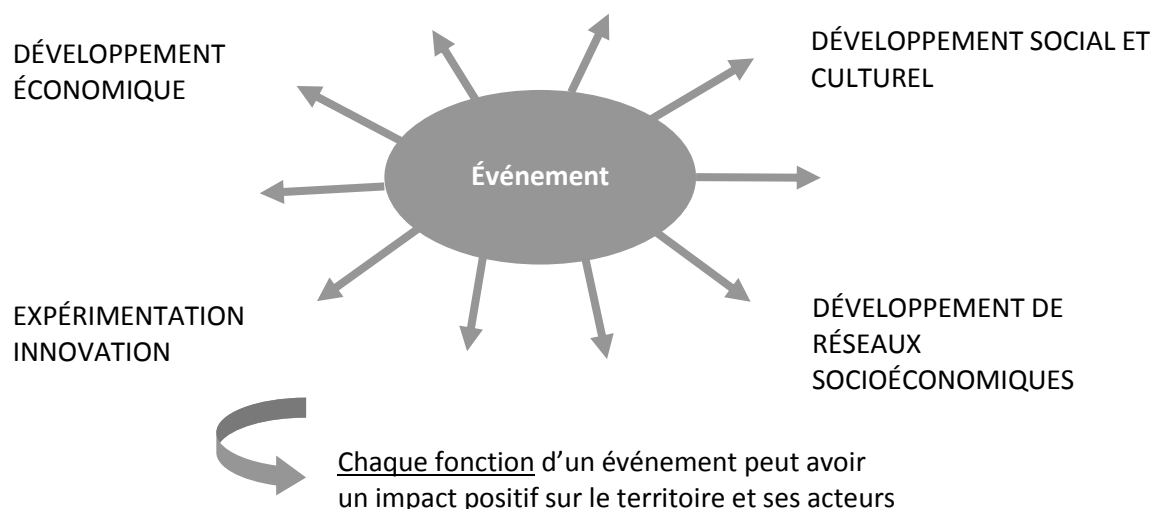 DÉVELOPPEMENT
ÉCONOMIQUE
DÉVELOPPEMENT SOCIAL ET
CULTUREL
Événement
EXPÉRIMENTATION
INNOVATION
DÉVELOPPEMENT DE
RÉSEAUX
SOCIOÉCONOMIQUES
Chaque fonction d’un événement peut avoir
un impact positif sur le territoire et ses acteurs